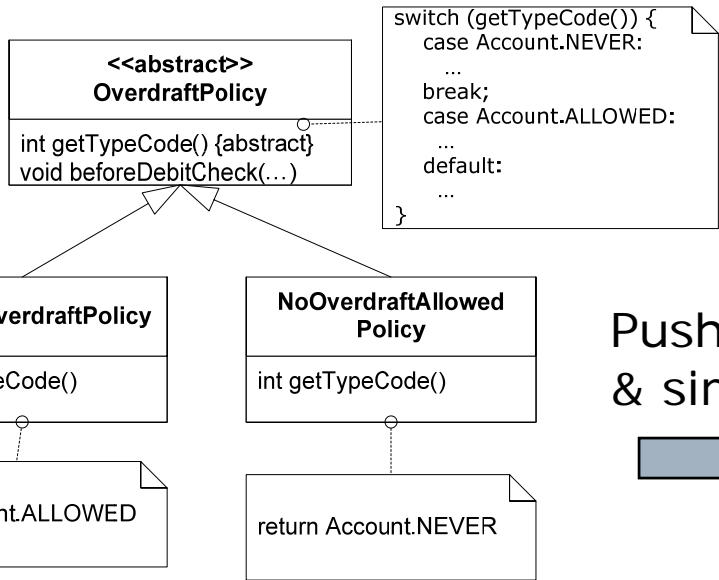 <<abstract>>
OverdraftPolicy
int getTypeCode() {abstract}
void beforeDebitCheck(...)
switch (getTypeCode()) {
case Account.NEVER:
...
break;
case Account.ALLOWED:
...
default:
...
}
verdraftPolicy
eCode()
nt.ALLOWED
NoOverdraftAllowed
Policy
int getTypeCode()
return Account.NEVER
Push
&